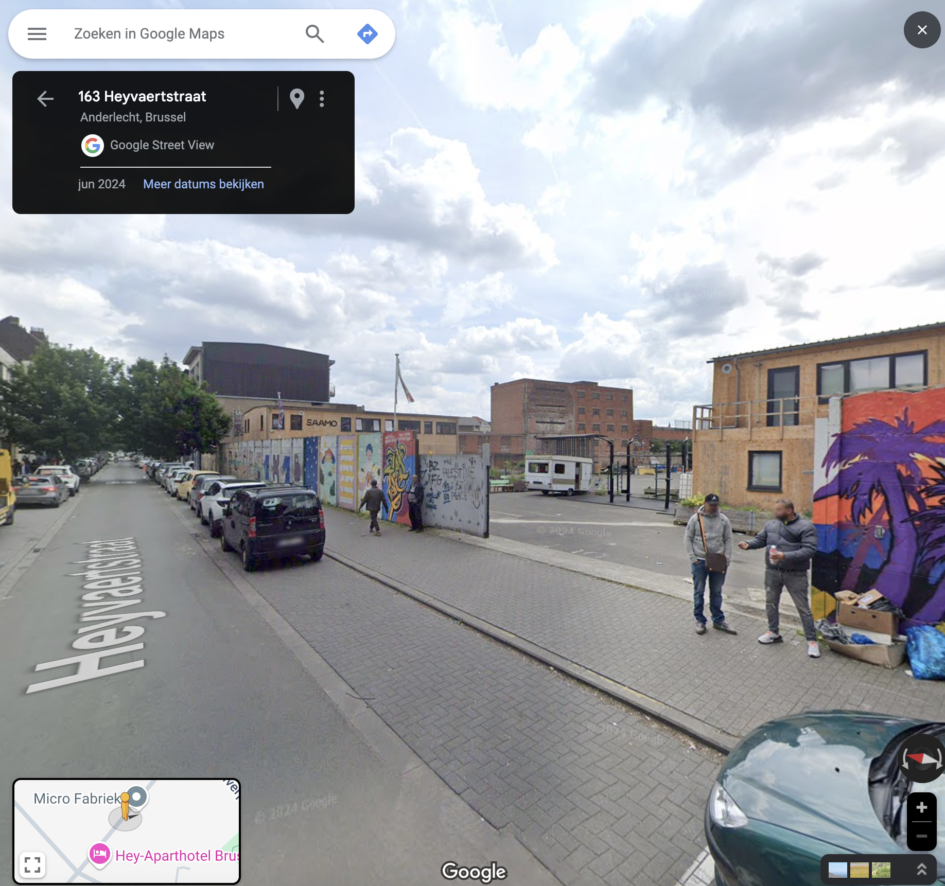 Zoeken in Google Maps
163 Heyvaertstraat
Anderlecht, Brussel
Google Street View
jun 2024 Meer datums bekijken
SAAMO
© 2024 Google
Heyvaertstraat
© 2024 Google
Micro Fabriek
Hey-Aparthotel Brus
Google